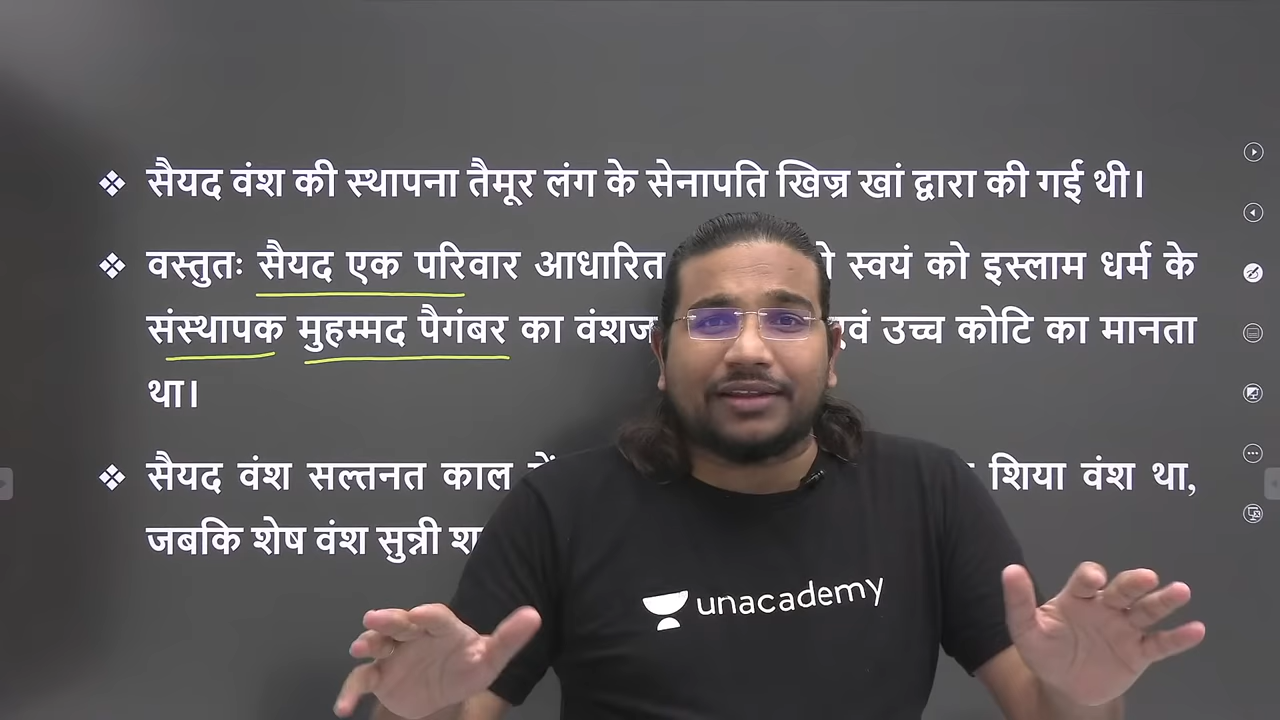 ❖ सैयद वंश की स्थापना तैमूर लंग के सेनापति खिज्र खां द्वारा की गई थी।
❖ वस्तुतः सैयद एक परिवार आधारित स्वयं को इस्लाम धर्म के
संस्थापक मुहम्मद पैगंबर का वंशज एवं उच्च कोटि का मानता
था।
❖ सैयद वंश सल्तनत काल में शिया वंश था,
जबकि शेष वंश सुन्नी
unacademy